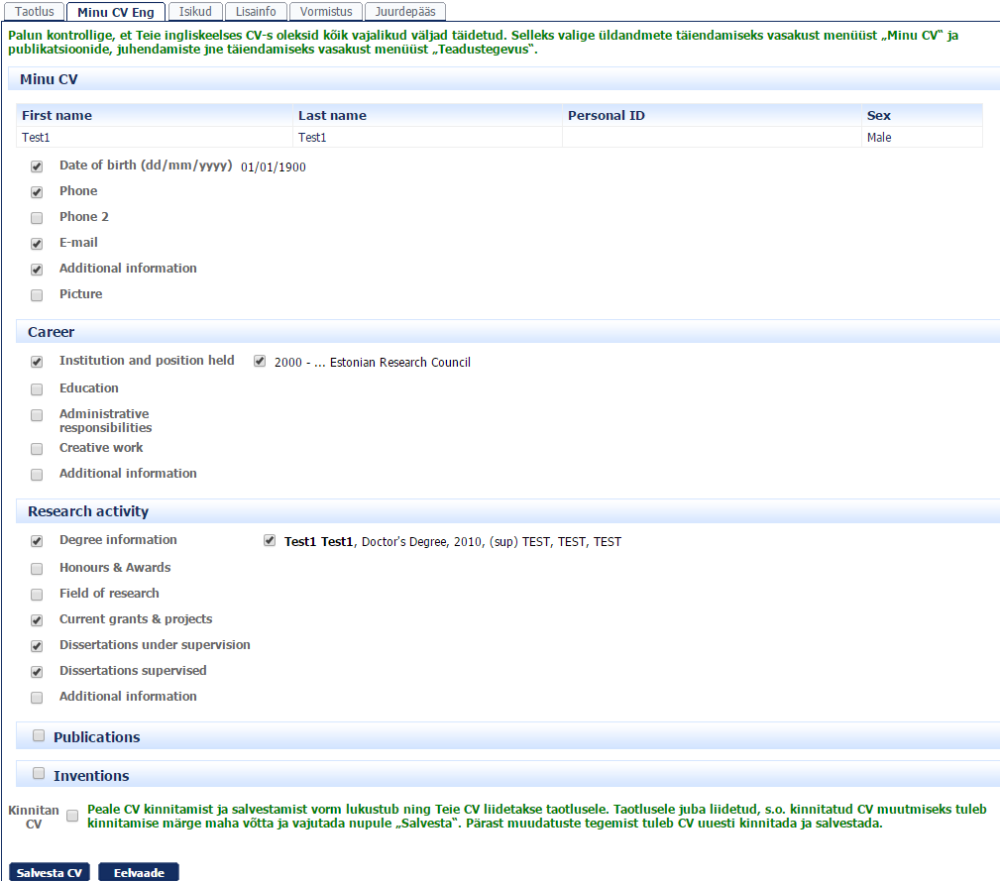 Taotlus Minu CV Eng Isikud Lisainfo Vormistus Juurdepääs
Palun kontrollige, et Teie ingliskeelses CV-s oleksid kõik vajalikud väljad täidetud. Selleks valige üldandmete täiendamiseks vasakust menüüst „Minu CV“ ja
publikatsioonide, juhendamiste jne täiendamiseks vasakust menüüst „Teadustegevus“.
Minu CV
First name Last name Personal ID Sex
Test1 Test1 Male
Date of birth (dd/mm/yyyy) 01/01/1900
Phone
Phone 2
E-mail
Additional information
Picture
Career
Institution and position held 2000 - ... Estonian Research Council
Education
Administrative
responsibilities
Creative work
Additional information
Research activity
Degree information Test1 Test1, Doctor's Degree, 2010, (sup) TEST, TEST, TEST
Honours & Awards
Field of research
Current grants & projects
Dissertations under supervision
Dissertations supervised
Additional information
Publications
Inventions
Kinnitan
CV
Peale CV kinnitamist ja salvestamist vorm lukustub ning Teie CV liidetakse taotlusele. Taotlusele juba liidetud, s.o. kinnitatud CV muutmiseks tuleb
kinnitamise märge maha võtta ja vajutada nupule „Salvesta“. Pärast muudatuste tegemist tuleb CV uuesti kinnitada ja salvestada.
Salvesta CV Eelvaade